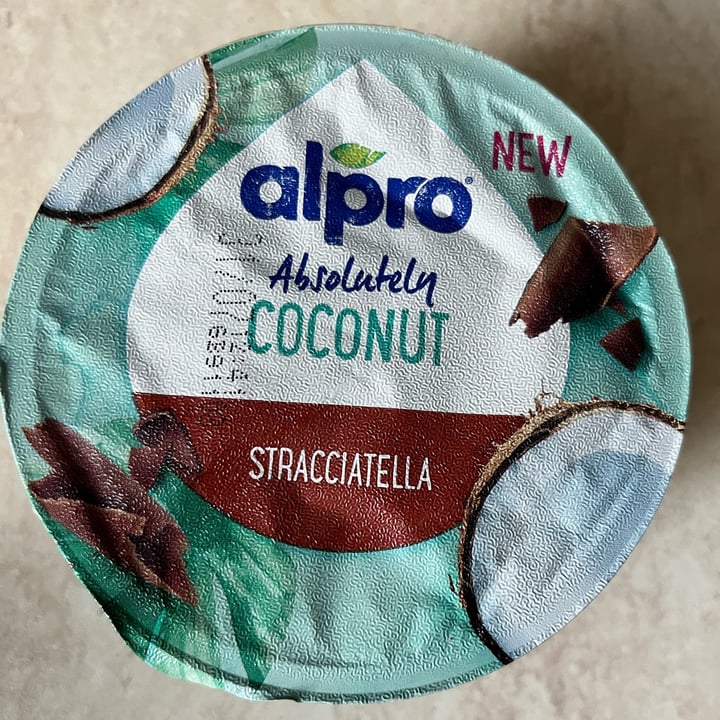 NEW
alpro
Absolutely
COCONUT
STRACCIATELLA